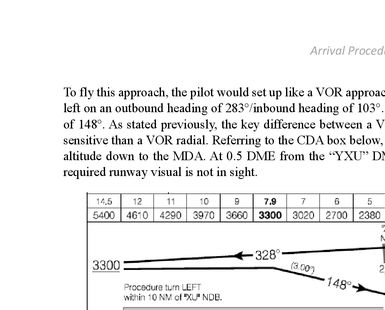 Arrival Proced
To fly this approach, the pilot would set up like a VOR approac
left on an outbound heading of 283°/inbound heading of 103°.
of 148°. As stated previously, the key difference between a V
sensitive than a VOR radial. Referring to the CDA box below,
altitude down to the MDA. At 0.5 DME from the “YXU” DM
required runway visual is not in sight.
14.5 12 11 10 9 7.9 7 6 5
5400 4610 4290 3970 3660 3300 3020 2700 2380
328°
3300
(3.00°)
148°
Procedure turn LEFT
within 10 NM of "XU" NDB.